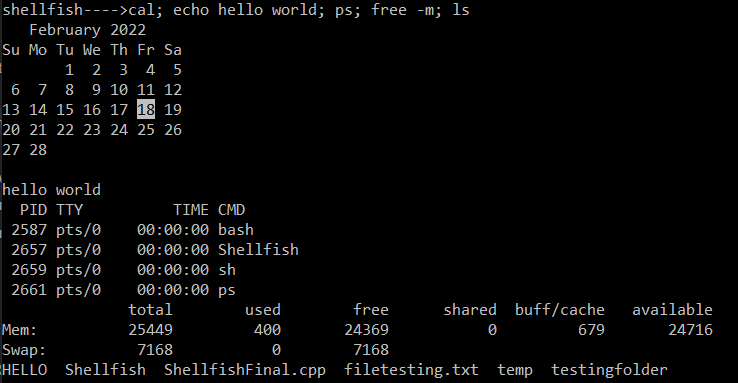 shellfish---->cal; echo hello world; ps; free -m; ls
   February 2022
Su Mo Tu We Th Fr Sa
       1  2  3  4  5
 6  7  8  9 10 11 12
13 14 15 16 17 18 19
20 21 22 23 24 25 26
27 28
hello world
  PID TTY          TIME CMD
 2587 pts/0    00:00:00 bash
 2657 pts/0    00:00:00 Shellfish
 2659 pts/0    00:00:00 sh
 2661 pts/0    00:00:00 ps
              total        used        free      shared  buff/cache   available
Mem:          25449         400       24369           0         679       24716
Swap:          7168           0        7168
HELLO  Shellfish  ShellfishFinal.cpp  filetesting.txt  temp  testingfolder